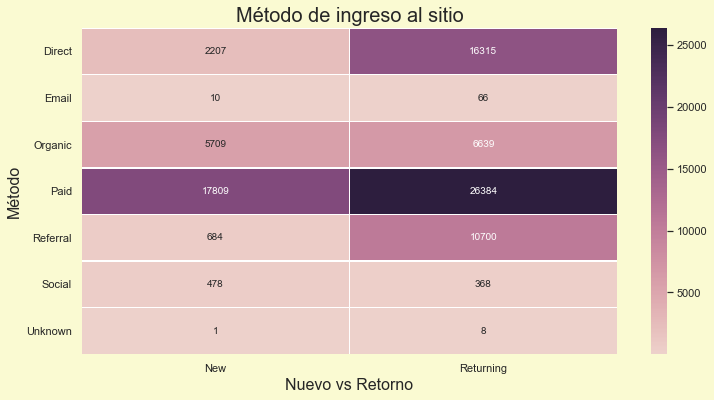 Método de ingreso al sitio
Direct 2207 16315
Email 10 66
Organic 5709 6639
Paid 17809 26384
Referral 684 10700
Social 478 368
Unknown 1 8
New Returning
Nuevo vs Retorno
Método
25000
20000
15000
10000
5000